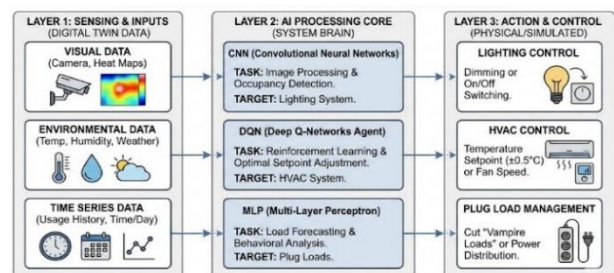 LAYER 1: SENSING & INPUTS
(DIGITAL TWIN DATA)
VISUAL DATA
(Camera, Heat Maps)
ENVIRONMENTAL DATA
(Temp, Humidity, Weather)
TIME SERIES DATA
(Usage History, Time/Day)
LAYER 2: AI PROCESSING CORE
(SYSTEM BRAIN)
CNN (Convolutional Neural Networks)
TASK: Image Processing &
Occupancy Detection.
TARGET: Lighting System.
DQN (Deep Q-Networks Agent)
TASK: Reinforcement Learning &
Optimal Setpoint Adjustment.
TARGET: HVAC System.
MLP (Multi-Layer Perceptron)
TASK: Load Forecasting &
Behavioral Analysis.
TARGET: Plug Loads.
LAYER 3: ACTION & CONTROL
(PHYSICAL/SIMULATED)
LIGHTING CONTROL
Dimming or
On/Off
Switching.
HVAC CONTROL
Temperature
Setpoint (±0.5°C)
or Fan Speed.
PLUG LOAD MANAGEMENT
Cut "Vampire
Loads" or Power
Distribution.